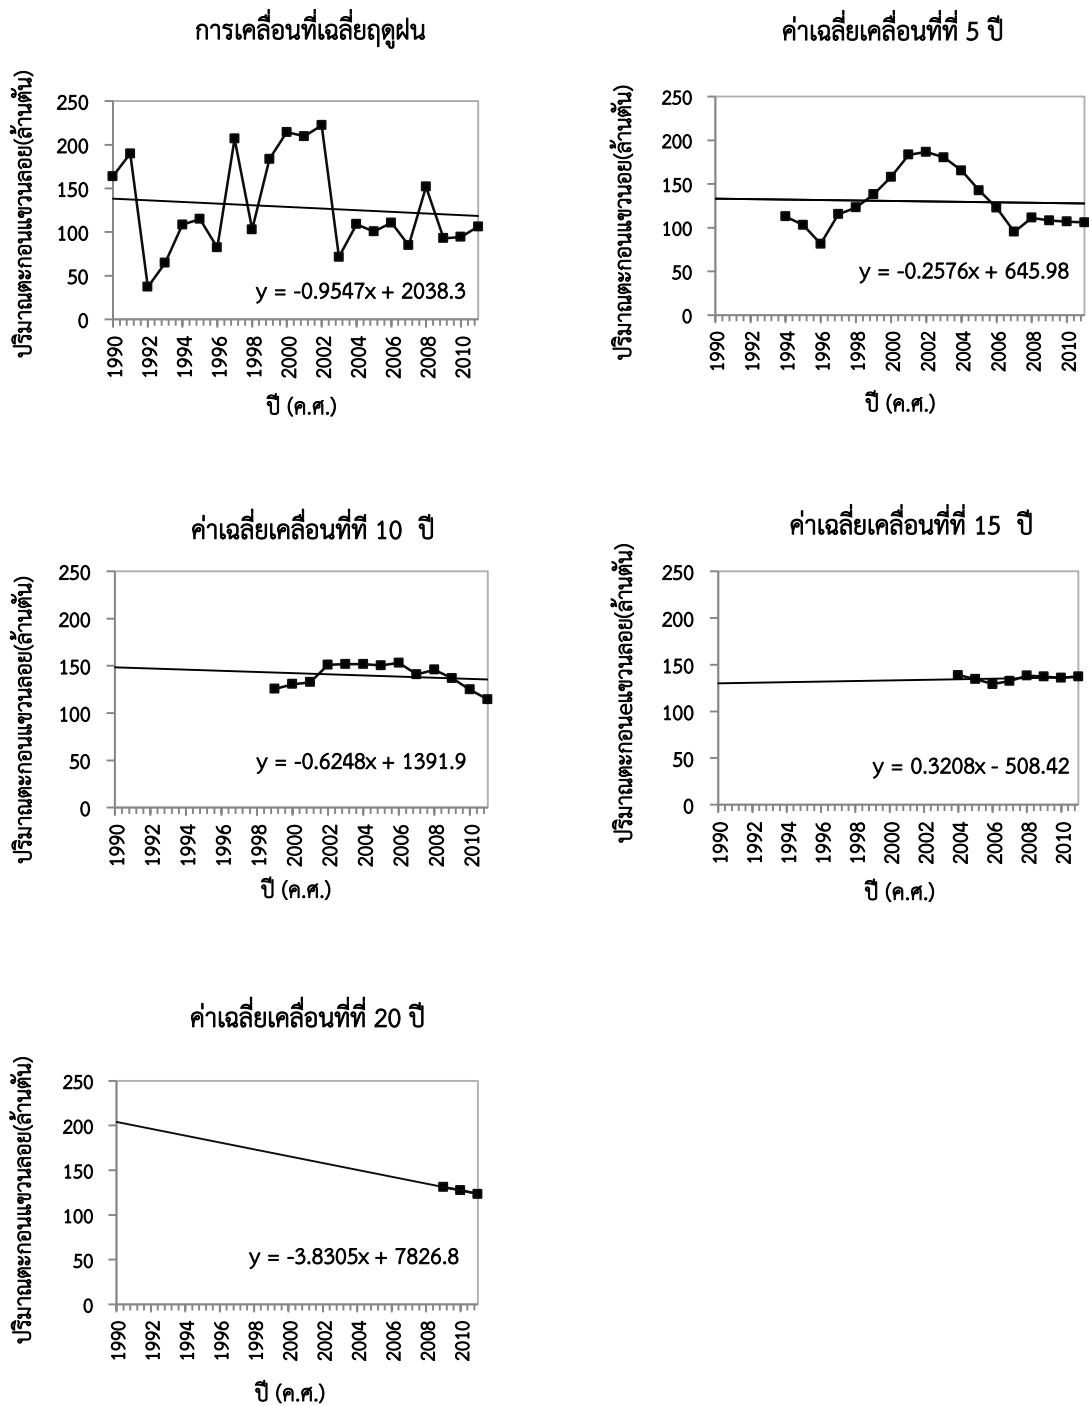 การเคลื่อนที่เฉลี่ยฤดูฝน
ปริมาณตะกอนแขวนลอย(ล้านตัน)
250
200
150
100
50
0
y = -0.9547x + 2038.3
1990 1992 1994 1996 1998 2000 2002 2004 2006 2008 2010
ปี (ค.ศ.)
ค่าเฉลี่ยเคลื่อนที่ที่ 5 ปี
ปริมาณตะกอนแขวนอย(ล้านตัน)
250
200
150
100
50
0
y = -0.2576x + 645.98
1990 1992 1994 1996 1998 2000 2002 2004 2006 2008 2010
ปี (ค.ศ.)
ค่าเฉลี่ยเคลื่อนที่ที 10 ปี
ปริมาณตะกอนแขวนลอย(ล้านตัน)
250
200
150
100
50
0
y = -0.6248x + 1391.9
1990 1992 1994 1996 1998 2000 2002 2004 2006 2008 2010
ปี (ค.ศ.)
ค่าเฉลี่ยเคลื่อนที่ที่ 15 ปี
ปริมาณตะกอนeแขวนลอย(ล้านตัน)
250
200
150
100
50
0
y = 0.3208x - 508.42
1990 1992 1994 1996 1998 2000 2002 2004 2006 2008 2010
ปี (ค.ศ.)
ค่าเฉลี่ยเคลื่อนที่ที่ 20 ปี
ปริมาณตะกอนแขวนลอย(ล้านตัน)
250
200
150
100
50
0
y = -3.8305x + 7826.8
1990 1992 1994 1996 1998 2000 2002 2004 2006 2008 2010
ปี (ค.ศ.)